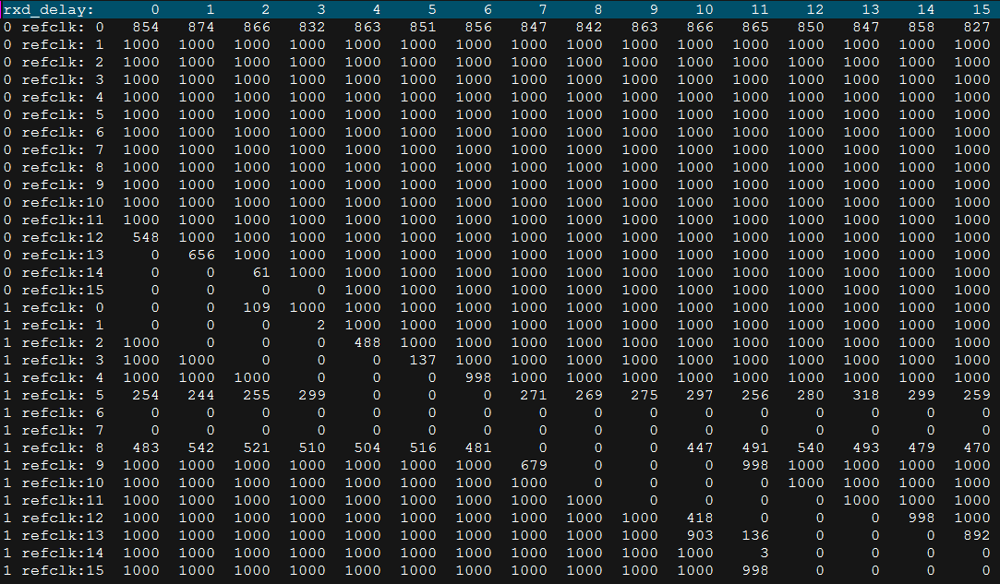 rxd_delay: 0 1 2 3 4 5 6 7 8 9 10 11 12 13 14 15
0 refclk: 0 854 874 866 832 863 851 856 847 842 863 866 865 850 847 858 827
0 refclk: 1 1000 1000 1000 1000 1000 1000 1000 1000 1000 1000 1000 1000 1000 1000 1000 1000
0 refclk: 2 1000 1000 1000 1000 1000 1000 1000 1000 1000 1000 1000 1000 1000 1000 1000 1000
0 refclk: 3 1000 1000 1000 1000 1000 1000 1000 1000 1000 1000 1000 1000 1000 1000 1000 1000
0 refclk: 4 1000 1000 1000 1000 1000 1000 1000 1000 1000 1000 1000 1000 1000 1000 1000 1000
0 refclk: 5 1000 1000 1000 1000 1000 1000 1000 1000 1000 1000 1000 1000 1000 1000 1000 1000
0 refclk: 6 1000 1000 1000 1000 1000 1000 1000 1000 1000 1000 1000 1000 1000 1000 1000 1000
0 refclk: 7 1000 1000 1000 1000 1000 1000 1000 1000 1000 1000 1000 1000 1000 1000 1000 1000
0 refclk: 8 1000 1000 1000 1000 1000 1000 1000 1000 1000 1000 1000 1000 1000 1000 1000 1000
0 refclk: 9 1000 1000 1000 1000 1000 1000 1000 1000 1000 1000 1000 1000 1000 1000 1000 1000
0 refclk:10 1000 1000 1000 1000 1000 1000 1000 1000 1000 1000 1000 1000 1000 1000 1000 1000
0 refclk:11 1000 1000 1000 1000 1000 1000 1000 1000 1000 1000 1000 1000 1000 1000 1000 1000
0 refclk:12 548 1000 1000 1000 1000 1000 1000 1000 1000 1000 1000 1000 1000 1000 1000 1000
0 refclk:13 0 656 1000 1000 1000 1000 1000 1000 1000 1000 1000 1000 1000 1000 1000 1000
0 refclk:14 0 0 61 1000 1000 1000 1000 1000 1000 1000 1000 1000 1000 1000 1000 1000
0 refclk:15 0 0 0 0 1000 1000 1000 1000 1000 1000 1000 1000 1000 1000 1000 1000
1 refclk: 0 0 0 109 1000 1000 1000 1000 1000 1000 1000 1000 1000 1000 1000 1000 1000
1 refclk: 1 0 0 0 2 1000 1000 1000 1000 1000 1000 1000 1000 1000 1000 1000 1000
1 refclk: 2 1000 0 0 0 488 1000 1000 1000 1000 1000 1000 1000 1000 1000 1000 1000
1 refclk: 3 1000 1000 0 0 0 137 1000 1000 1000 1000 1000 1000 1000 1000 1000 1000
1 refclk: 4 1000 1000 1000 0 0 0 998 1000 1000 1000 1000 1000 1000 1000 1000 1000
1 refclk: 5 254 244 255 299 0 0 0 271 269 275 297 256 280 318 299 259
1 refclk: 6 0 0 0 0 0 0 0 0 0 0 0 0 0 0 0 0
1 refclk: 7 0 0 0 0 0 0 0 0 0 0 0 0 0 0 0 0
1 refclk: 8 483 542 521 510 504 516 481 0 0 0 447 491 540 493 479 470
1 refclk: 9 1000 1000 1000 1000 1000 1000 1000 679 0 0 0 998 1000 1000 1000 1000
1 refclk:10 1000 1000 1000 1000 1000 1000 1000 1000 0 0 0 0 1000 1000 1000 1000
1 refclk:11 1000 1000 1000 1000 1000 1000 1000 1000 1000 0 0 0 0 1000 1000 1000
1 refclk:12 1000 1000 1000 1000 1000 1000 1000 1000 1000 1000 418 0 0 0 998 1000
1 refclk:13 1000 1000 1000 1000 1000 1000 1000 1000 1000 1000 903 136 0 0 0 892
1 refclk:14 1000 1000 1000 1000 1000 1000 1000 1000 1000 1000 1000 3 0 0 0 0
1 refclk:15 1000 1000 1000 1000 1000 1000 1000 1000 1000 1000 1000 998 0 0 0 0